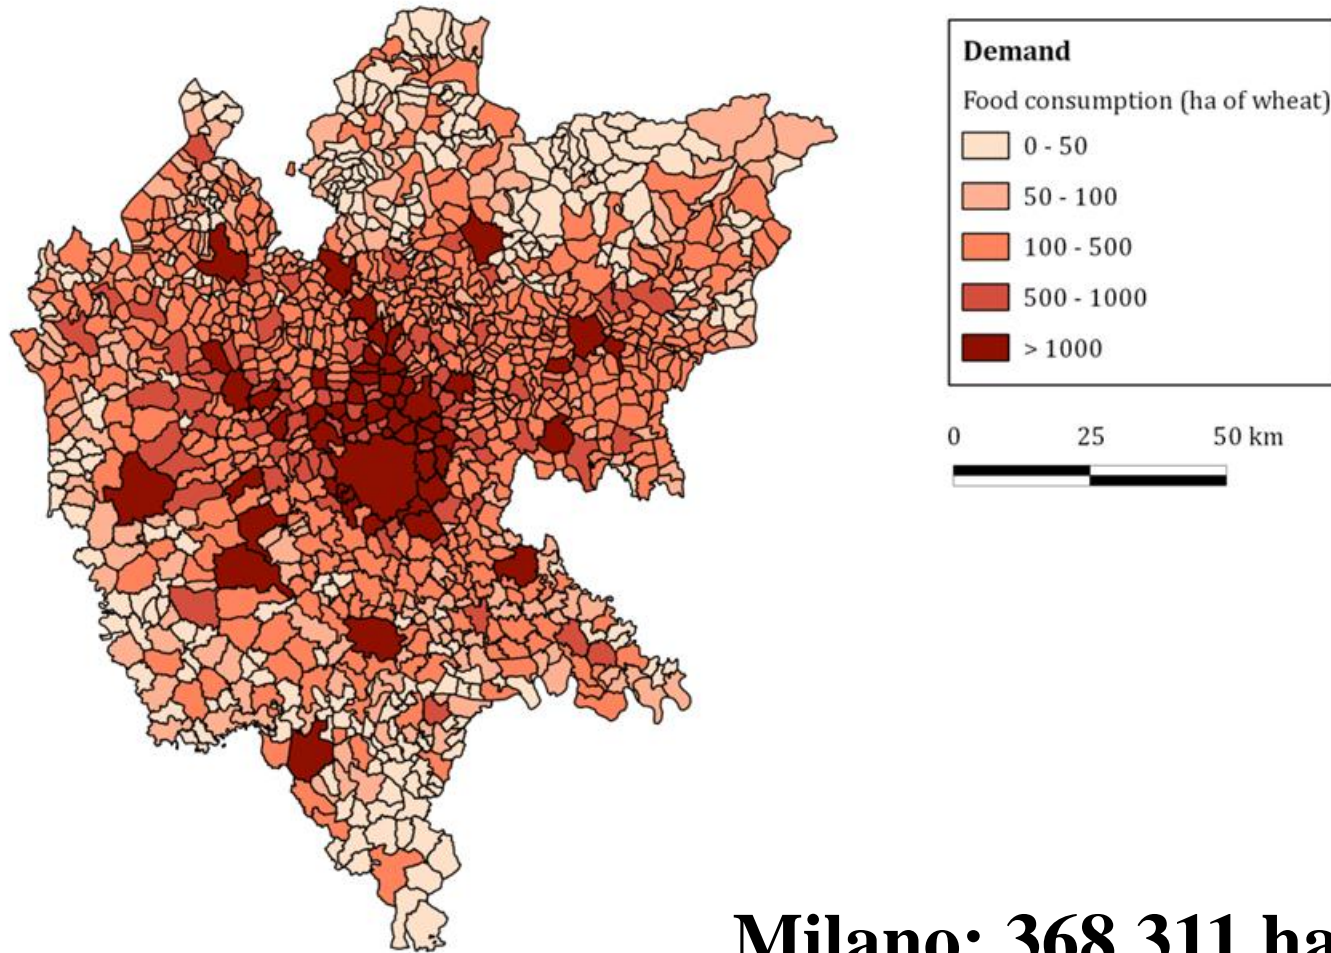 Demand
Food consumption (ha of wheat)
0 - 50
50 - 100
100 - 500
500 - 1000
> 1000
0 25 50 km
Milano: 368.311 ha